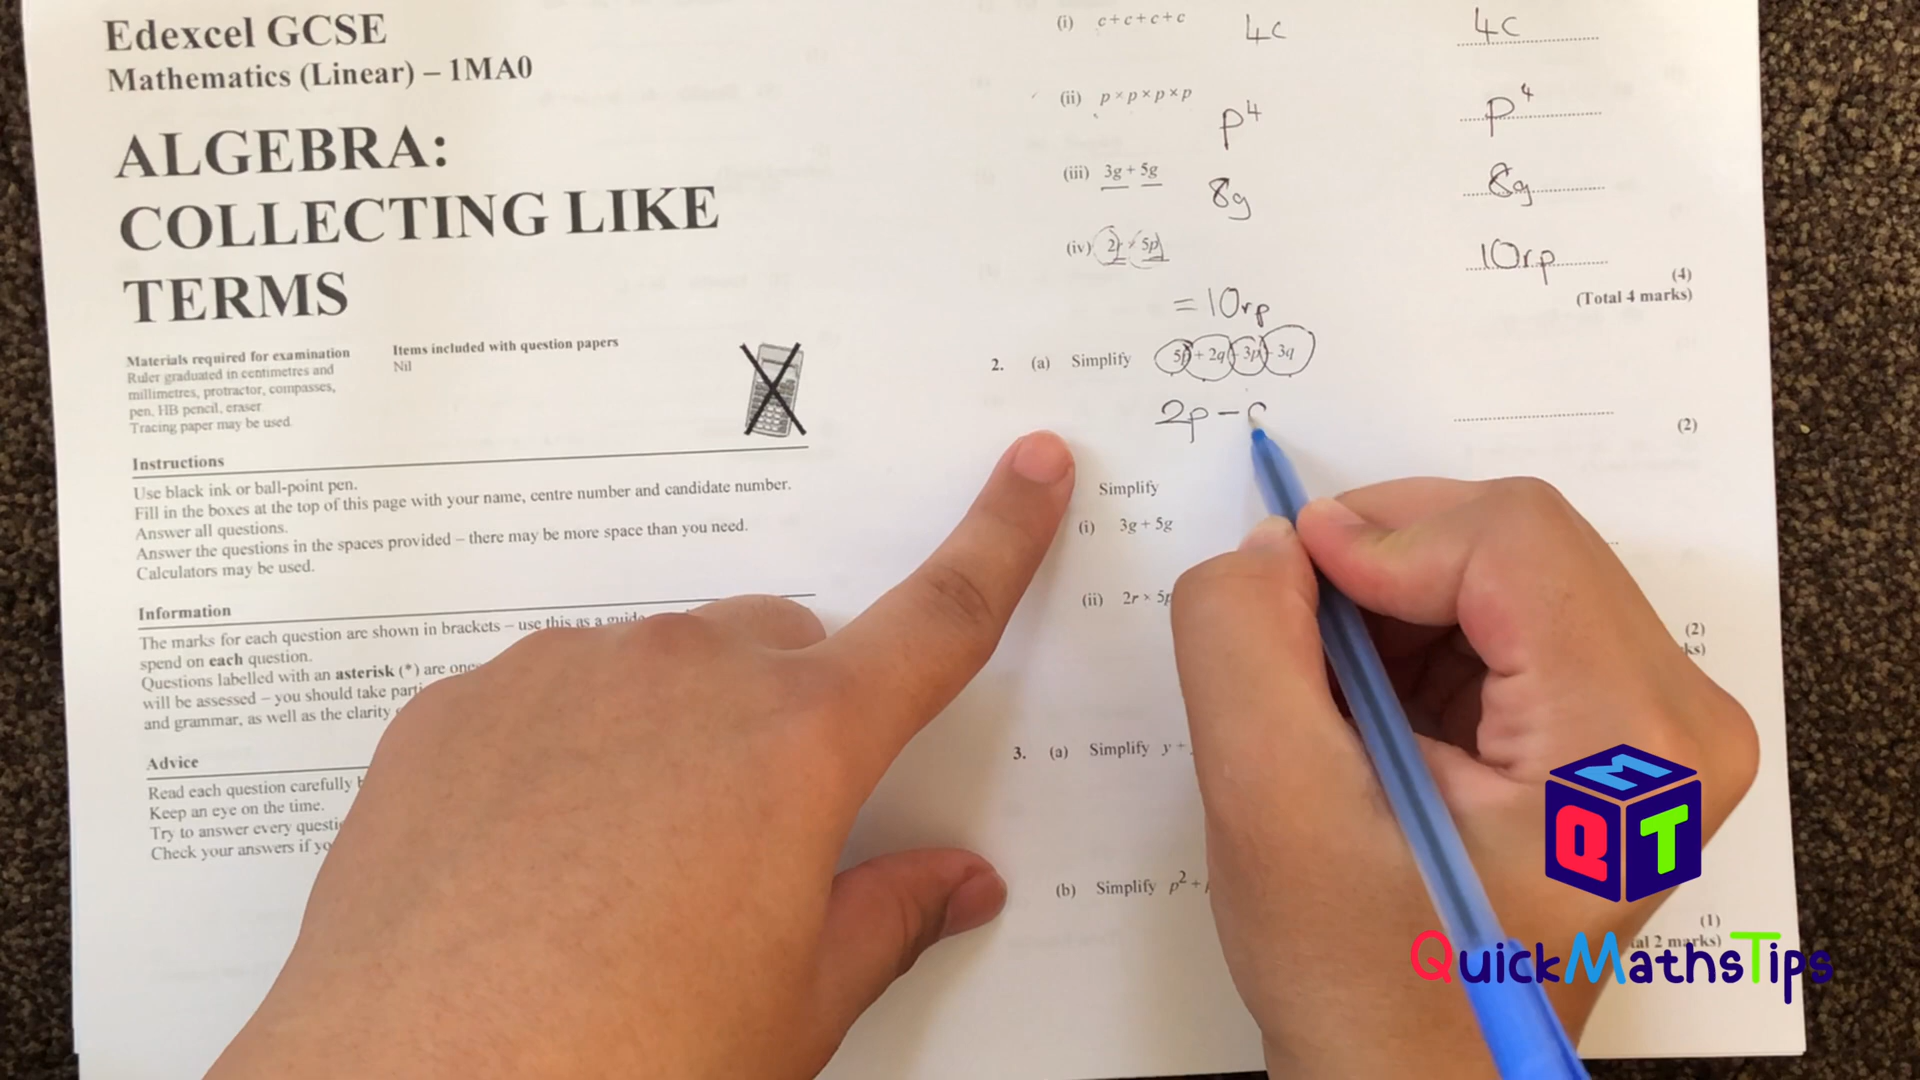 Edexcel GCSE
Mathematics (Linear) – 1MA0
ALGEBRA:
COLLECTING LIKE
TERMS
Materials required for examination
Ruler graduated in centimetres and
millimetres, protractor, compasses,
pen, HB pencil, eraser
Tracing paper may be used
Items included with question papers
Nil
Instructions
Use black ink or ball-point pen.
Fill in the boxes at the top of this page with your name, centre number and candidate number.
Answer all questions.
Answer the questions in the spaces provided – there may be more space than you need.
Calculators may be used.
Information
The marks for each question are shown in brackets – use this as a guide
spend on each question.
Questions labelled with an asterisk (*) are
will be assessed – you should take
and grammar, as well as the clarity
Advice
Read each question carefully
Keep an eye on the time.
Try to answer every
Check your answers if
(i) c + c + c + c 4c 4c
(ii) p × p × p × p p⁴ p⁴
(iii) 3g + 5g 8g 8g
(iv) 2r × 5p 10rp
(4)
= 10rp (Total 4 marks)
2. (a) Simplify 5p + 2q – 3p – 3q
2p –
(2)
Simplify
(i) 3g + 5g
(ii) 2r × 5p
(2)
3. (a) Simplify y +
(b) Simplify p² +
(1)
2 marks)
QMT
QuickMathsTips